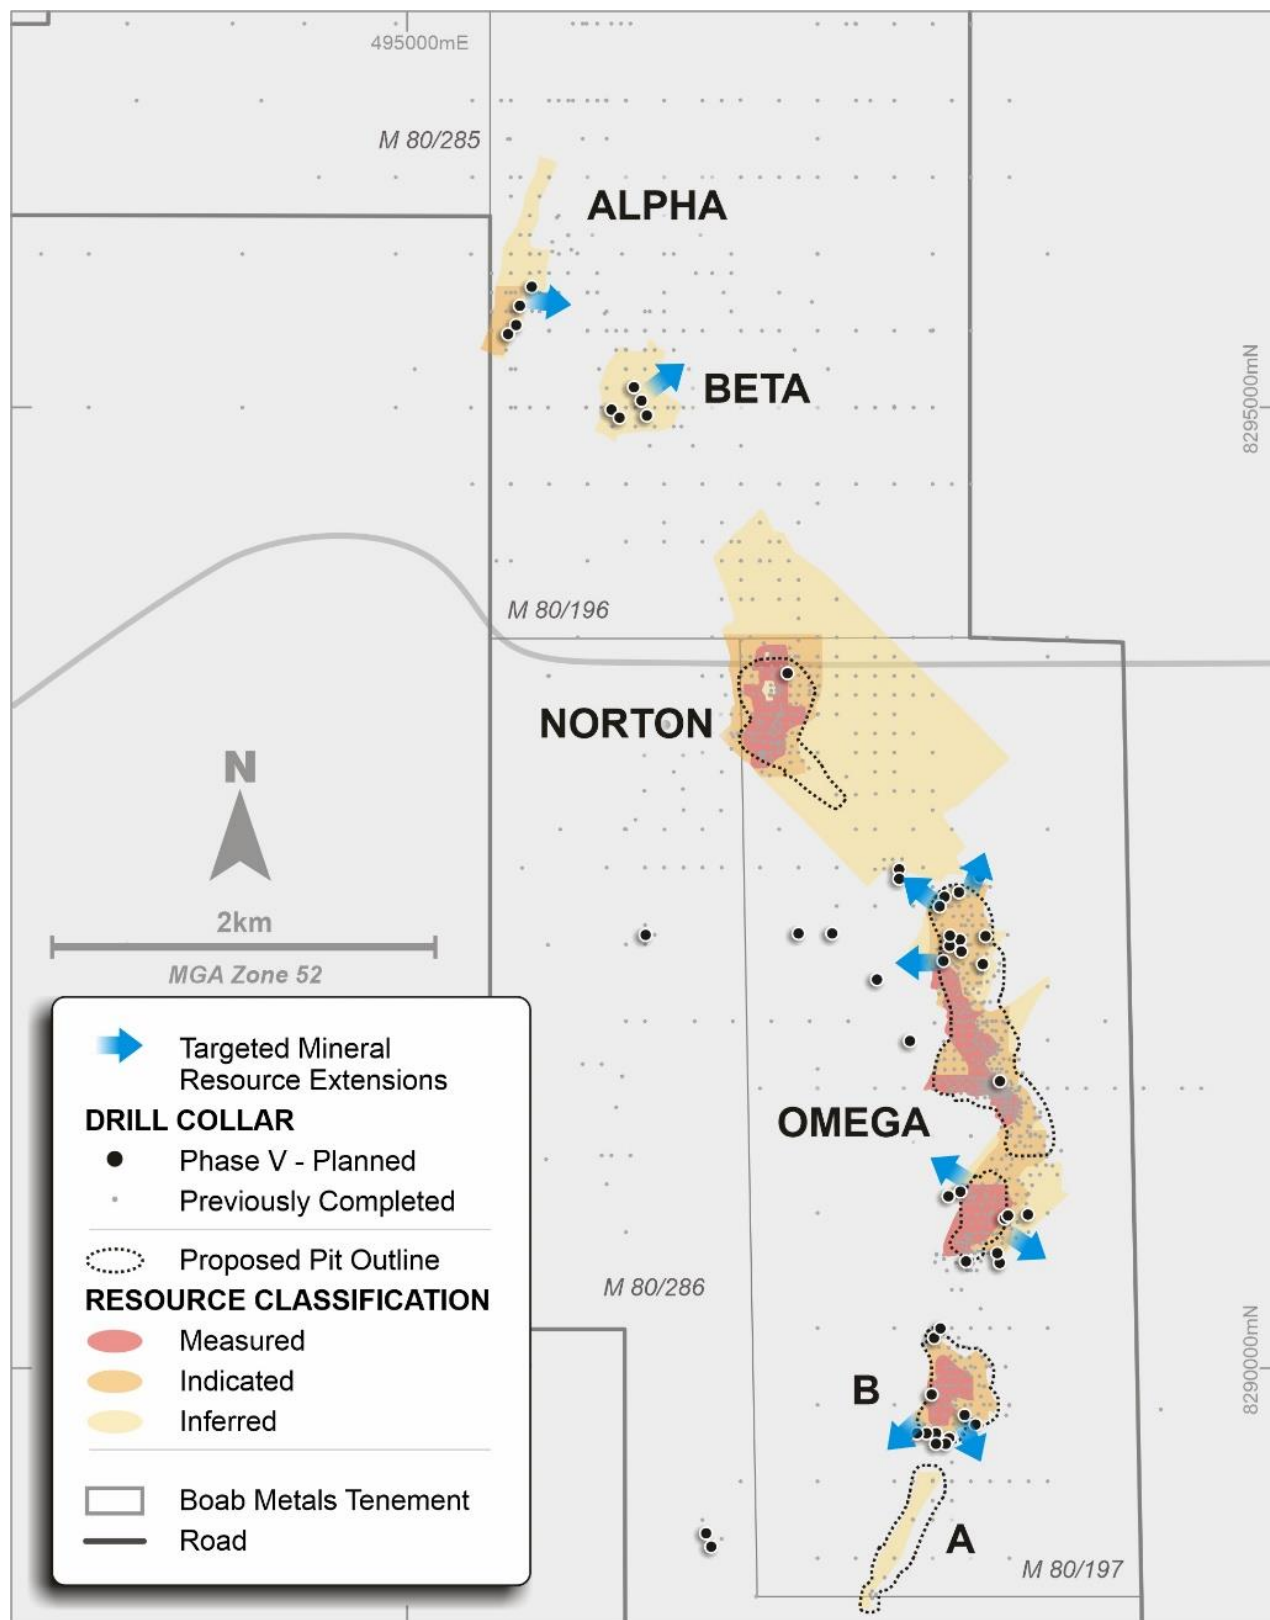 495000mE
M 80/285
ALPHA
BETA
8295000mN
M 80/196
NORTON
N
2km
MGA Zone 52
OMEGA
M 80/286
B
8290000mN
A
M 80/197
Targeted Mineral
Resource Extensions
DRILL COLLAR
Phase V - Planned
Previously Completed
Proposed Pit Outline
RESOURCE CLASSIFICATION
Measured
Indicated
Inferred
Boab Metals Tenement
Road